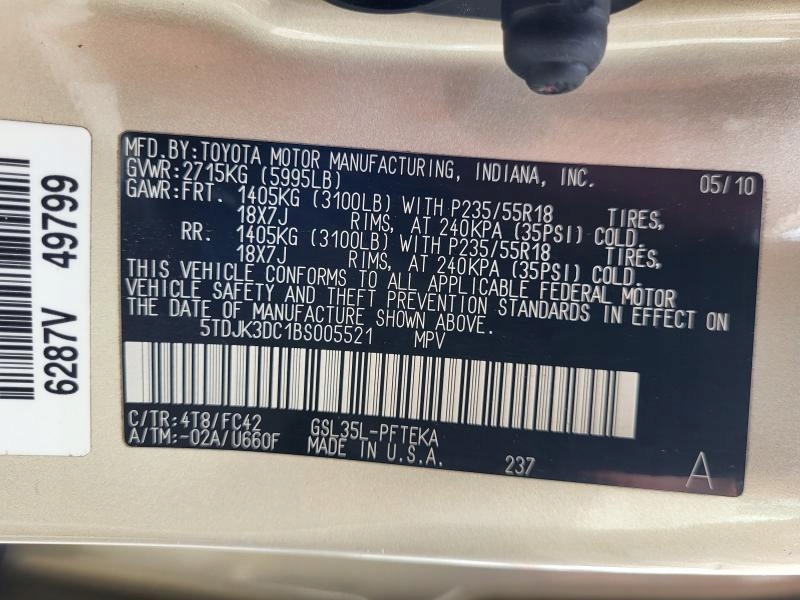 MFD.BY:TOYOTA MOTOR MANUFACTURING, INDIANA, INC. 05/10
GVWR:2715KG (5995LB)
GAWR:FRT. 1405KG (3100LB) WITH P235/55R18 TIRES,
18X7J RIMS, AT 240KPA (35PSI) COLD.
RR. 1405KG (3100LB) WITH P235/55R18 TIRES,
18X7J RIMS, AT 240KPA (35PSI) COLD.
THIS VEHICLE CONFORMS TO ALL APPLICABLE FEDERAL MOTOR
VEHICLE SAFETY AND THEFT PREVENTION STANDARDS IN EFFECT ON
THE DATE OF MANUFACTURE SHOWN ABOVE.
5TDJK3DC1BS005521 MPV
C/TR:4T8/FC42 GSL35L-PFTEKA
A/TM:-02A/U660F MADE IN U.S.A. 237 A
6287V 49799